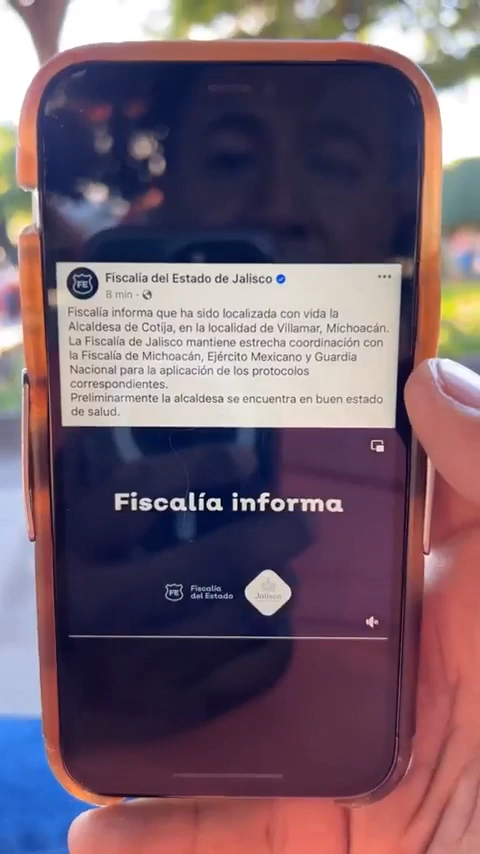 FE
Fiscalía del Estado de Jalisco
8 min ·
Fiscalía informa que ha sido localizada con vida la
Alcaldesa de Cotija, en la localidad de Villamar, Michoacán.
La Fiscalía de Jalisco mantiene estrecha coordinación con
la Fiscalía de Michoacán, Ejército Mexicano y Guardia
Nacional para la aplicación de los protocolos
correspondientes.
Preliminarmente la alcaldesa se encuentra en buen estado
de salud.
Fiscalía informa
FE
Fiscalía
del Estado
Jalisco